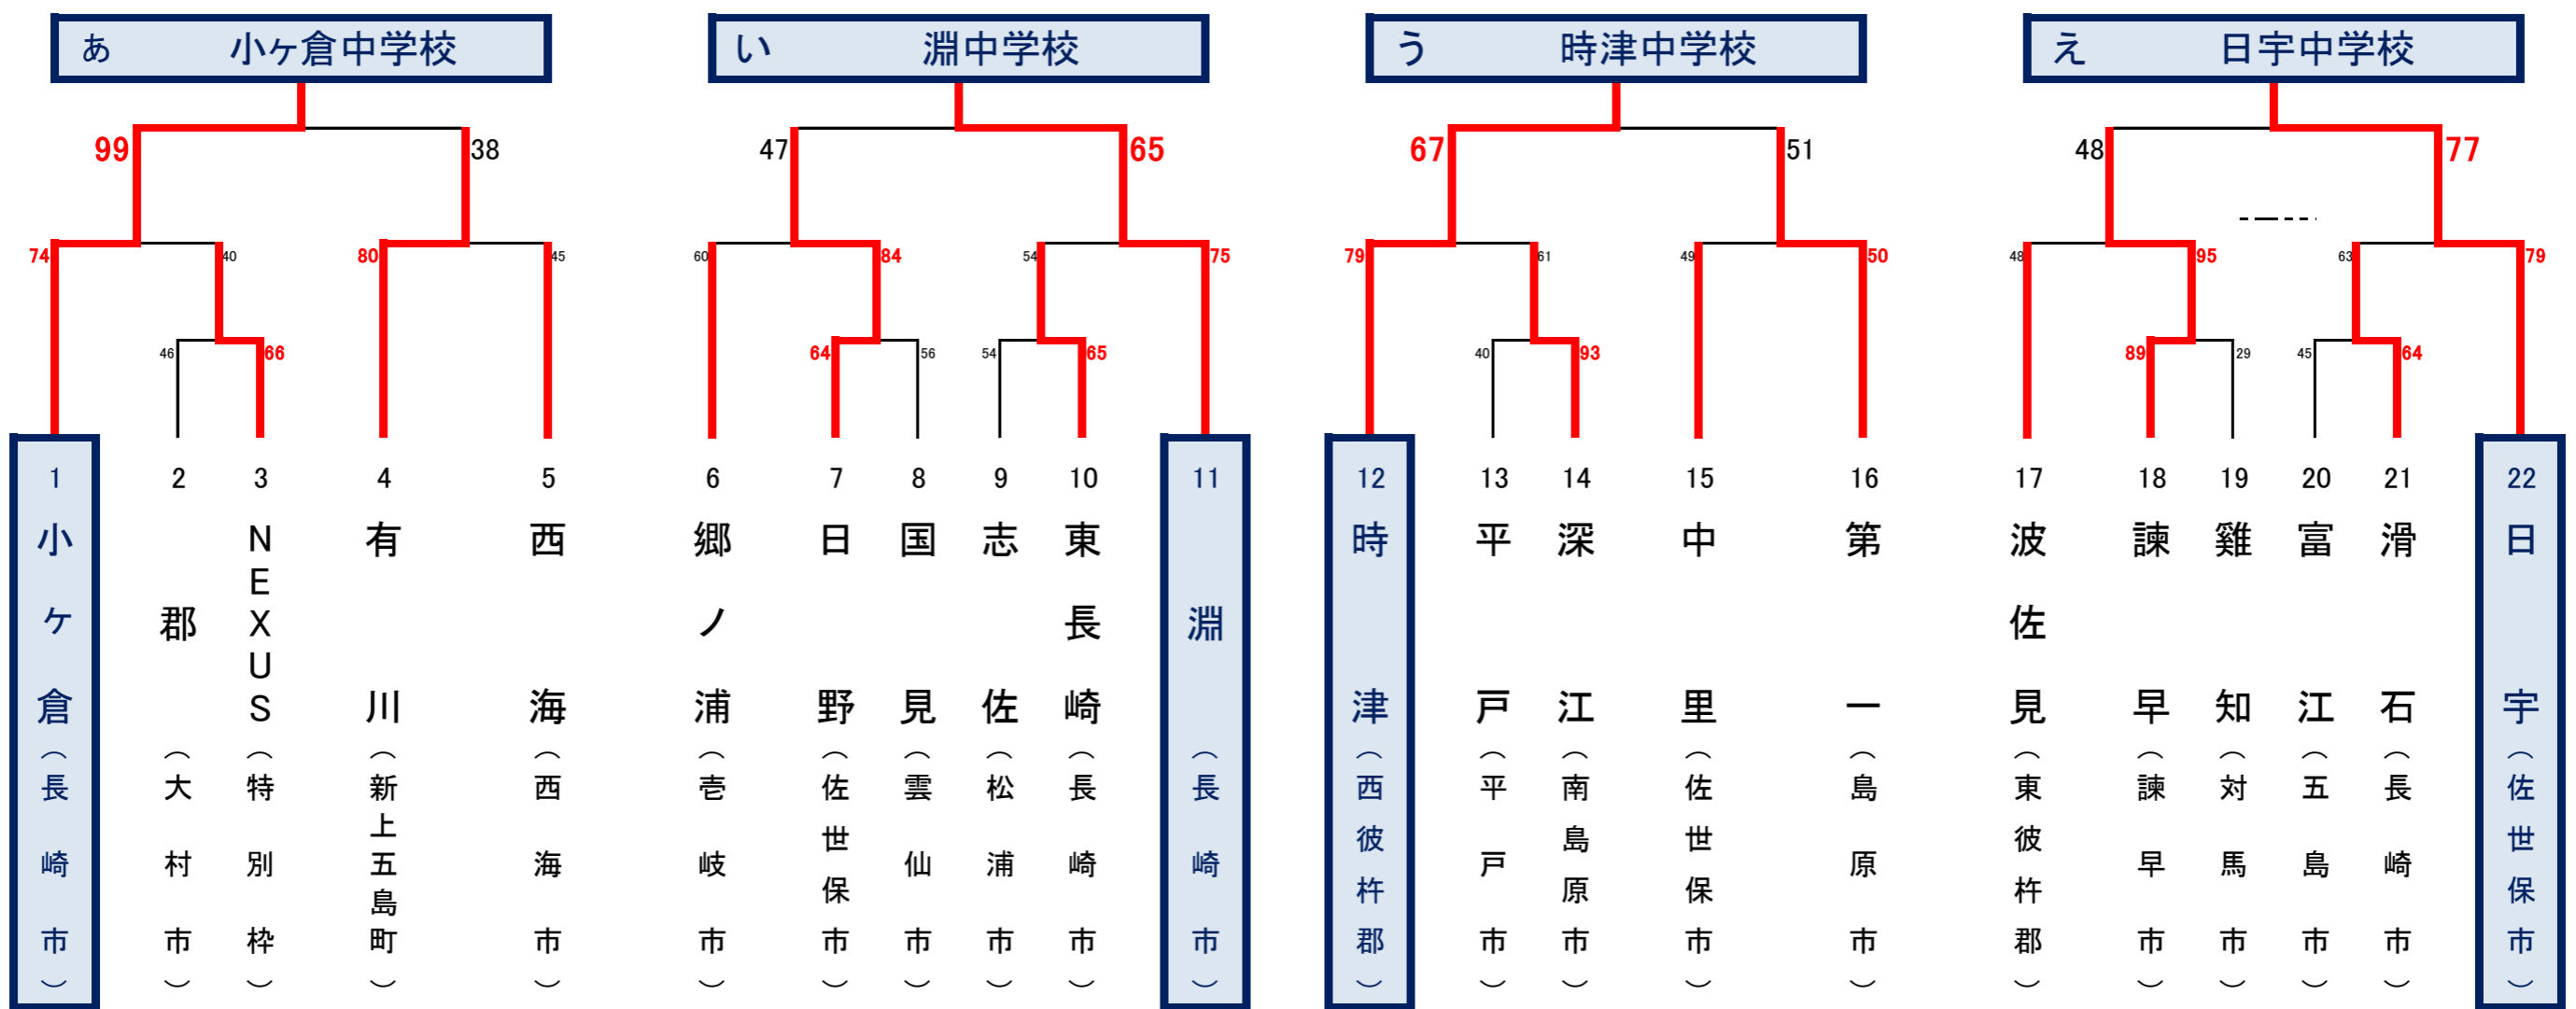 あ 小ヶ倉中学校
い 淵中学校
う 時津中学校
え 日宇中学校
99 38 47 65 67 51 48 77
74 40 80 45 60 84 54 75 79 61 49 50 48 95 63 79
46 66 64 56 54 65 40 93 89 29 45 64
1 小ヶ倉（長崎市）
2 郡（大村市）
3 NEXUS（特別枠）
4 有川（新上五島町）
5 西海（西海市）
6 郷ノ浦（壱岐市）
7 日野（佐世保市）
8 国見（雲仙市）
9 志佐（松浦市）
10 東長崎（長崎市）
11 淵（長崎市）
12 時津（西彼杵郡）
13 平戸（平戸市）
14 深江（南島原市）
15 中里（佐世保市）
16 第一（島原市）
17 波佐見（東彼杵郡）
18 諫早（諫早市）
19 雞知（対馬市）
20 富江（五島市）
21 滑石（長崎市）
22 日宇（佐世保市）